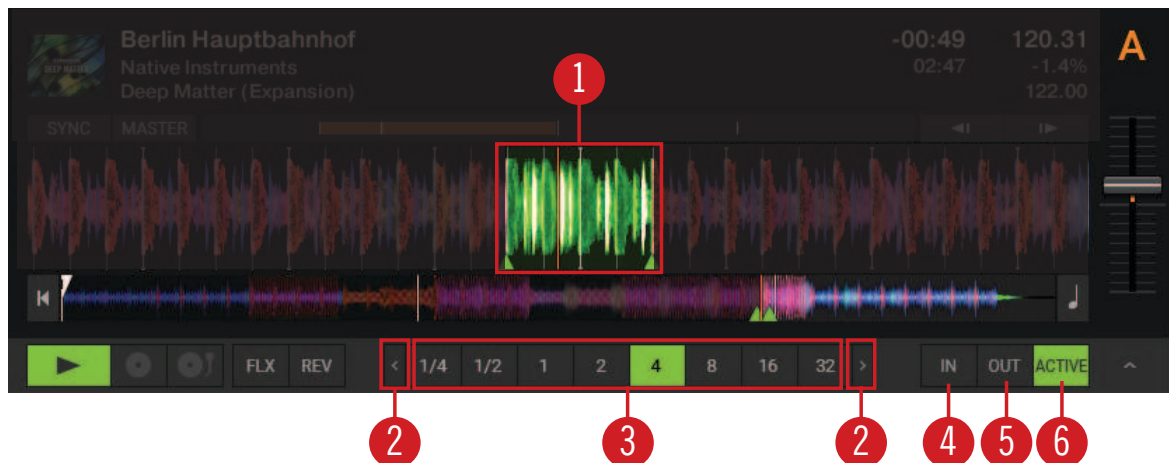 Berlin Hauptbahnhof
-00:49
120.31
A
Native Instruments
02:47
-1.4%
DEEP MATTER
Deep Matter (Expansion)
122.00
1
SYNC
MASTER
FLX
REV
<
1/4
1/2
1
2
4
8
16
32
>
IN
OUT
ACTIVE
2
3
2
4
5
6